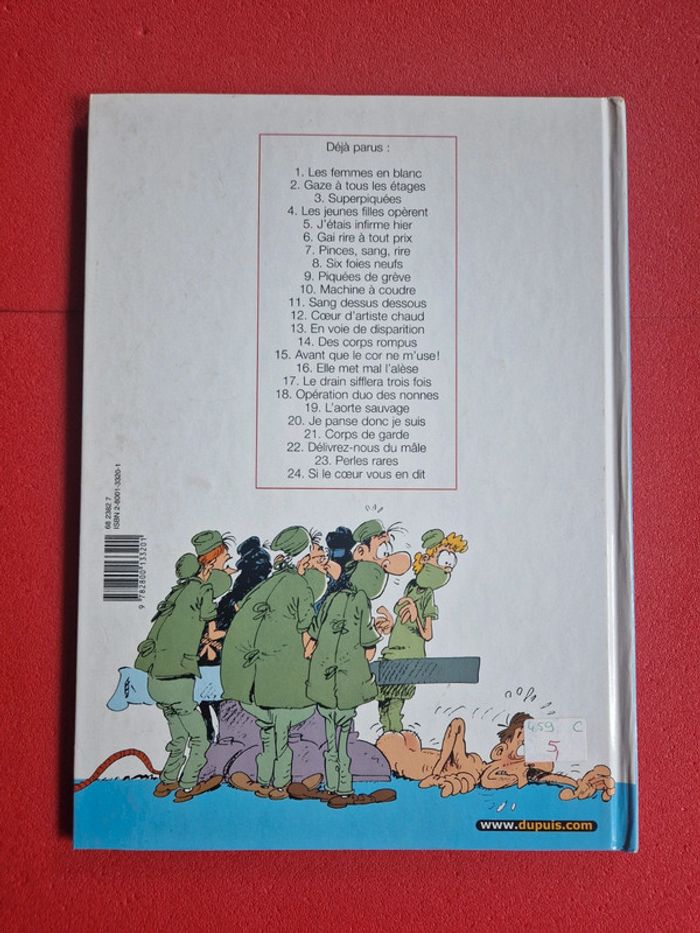 Déjà parus :
1. Les femmes en blanc
2. Gaze à tous les étages
3. Superpiquées
4. Les jeunes filles opèrent
5. J'étais infirme hier
6. Gai rire à tout prix
7. Pinces, sang, rire
8. Six foies neufs
9. Piquées de grève
10. Machine à coudre
11. Sang dessus dessous
12. Cœur d'artiste chaud
13. En voie de disparition
14. Des corps rompus
15. Avant que le cor ne m'use!
16. Elle met mal l'alèse
17. Le drain sifflera trois fois
18. Opération duo des nonnes
19. L'aorte sauvage
20. Je panse donc je suis
21. Corps de garde
22. Délivrez-nous du mâle
23. Perles rares
24. Si le cœur vous en dit
68 2382 7
ISBN 2-8001-3320-1
9 782800 133201
459 C
5
www.dupuis.com